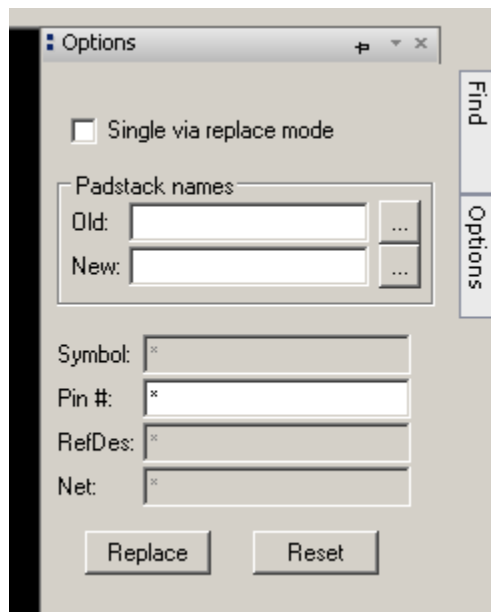 Options
Find
Single via replace mode
Padstack names
Old:
...
Options
New:
...
Symbol: *
Pin #: *
RefDes: *
Net: *
Replace
Reset